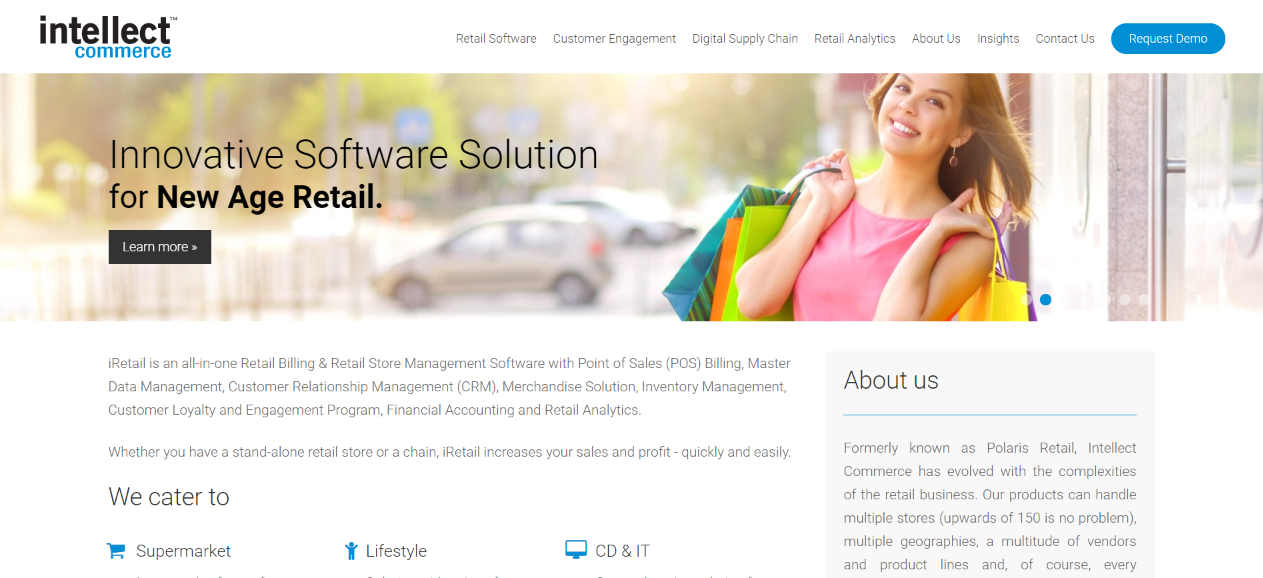 intellect™
commerce
Retail Software Customer Engagement Digital Supply Chain Retail Analytics About Us Insights Contact Us Request Demo
Innovative Software Solution
for New Age Retail.
Learn more »
iRetail is an all-in-one Retail Billing & Retail Store Management Software with Point of Sales (POS) Billing, Master
Data Management, Customer Relationship Management (CRM), Merchandise Solution, Inventory Management,
Customer Loyalty and Engagement Program, Financial Accounting and Retail Analytics.
Whether you have a stand-alone retail store or a chain, iRetail increases your sales and profit - quickly and easily.
We cater to
Supermarket
Lifestyle
CD & IT
About us
Formerly known as Polaris Retail, Intellect
Commerce has evolved with the complexities
of the retail business. Our products can handle
multiple stores (upwards of 150 is no problem),
multiple geographies, a multitude of vendors
and product lines and, of course, every